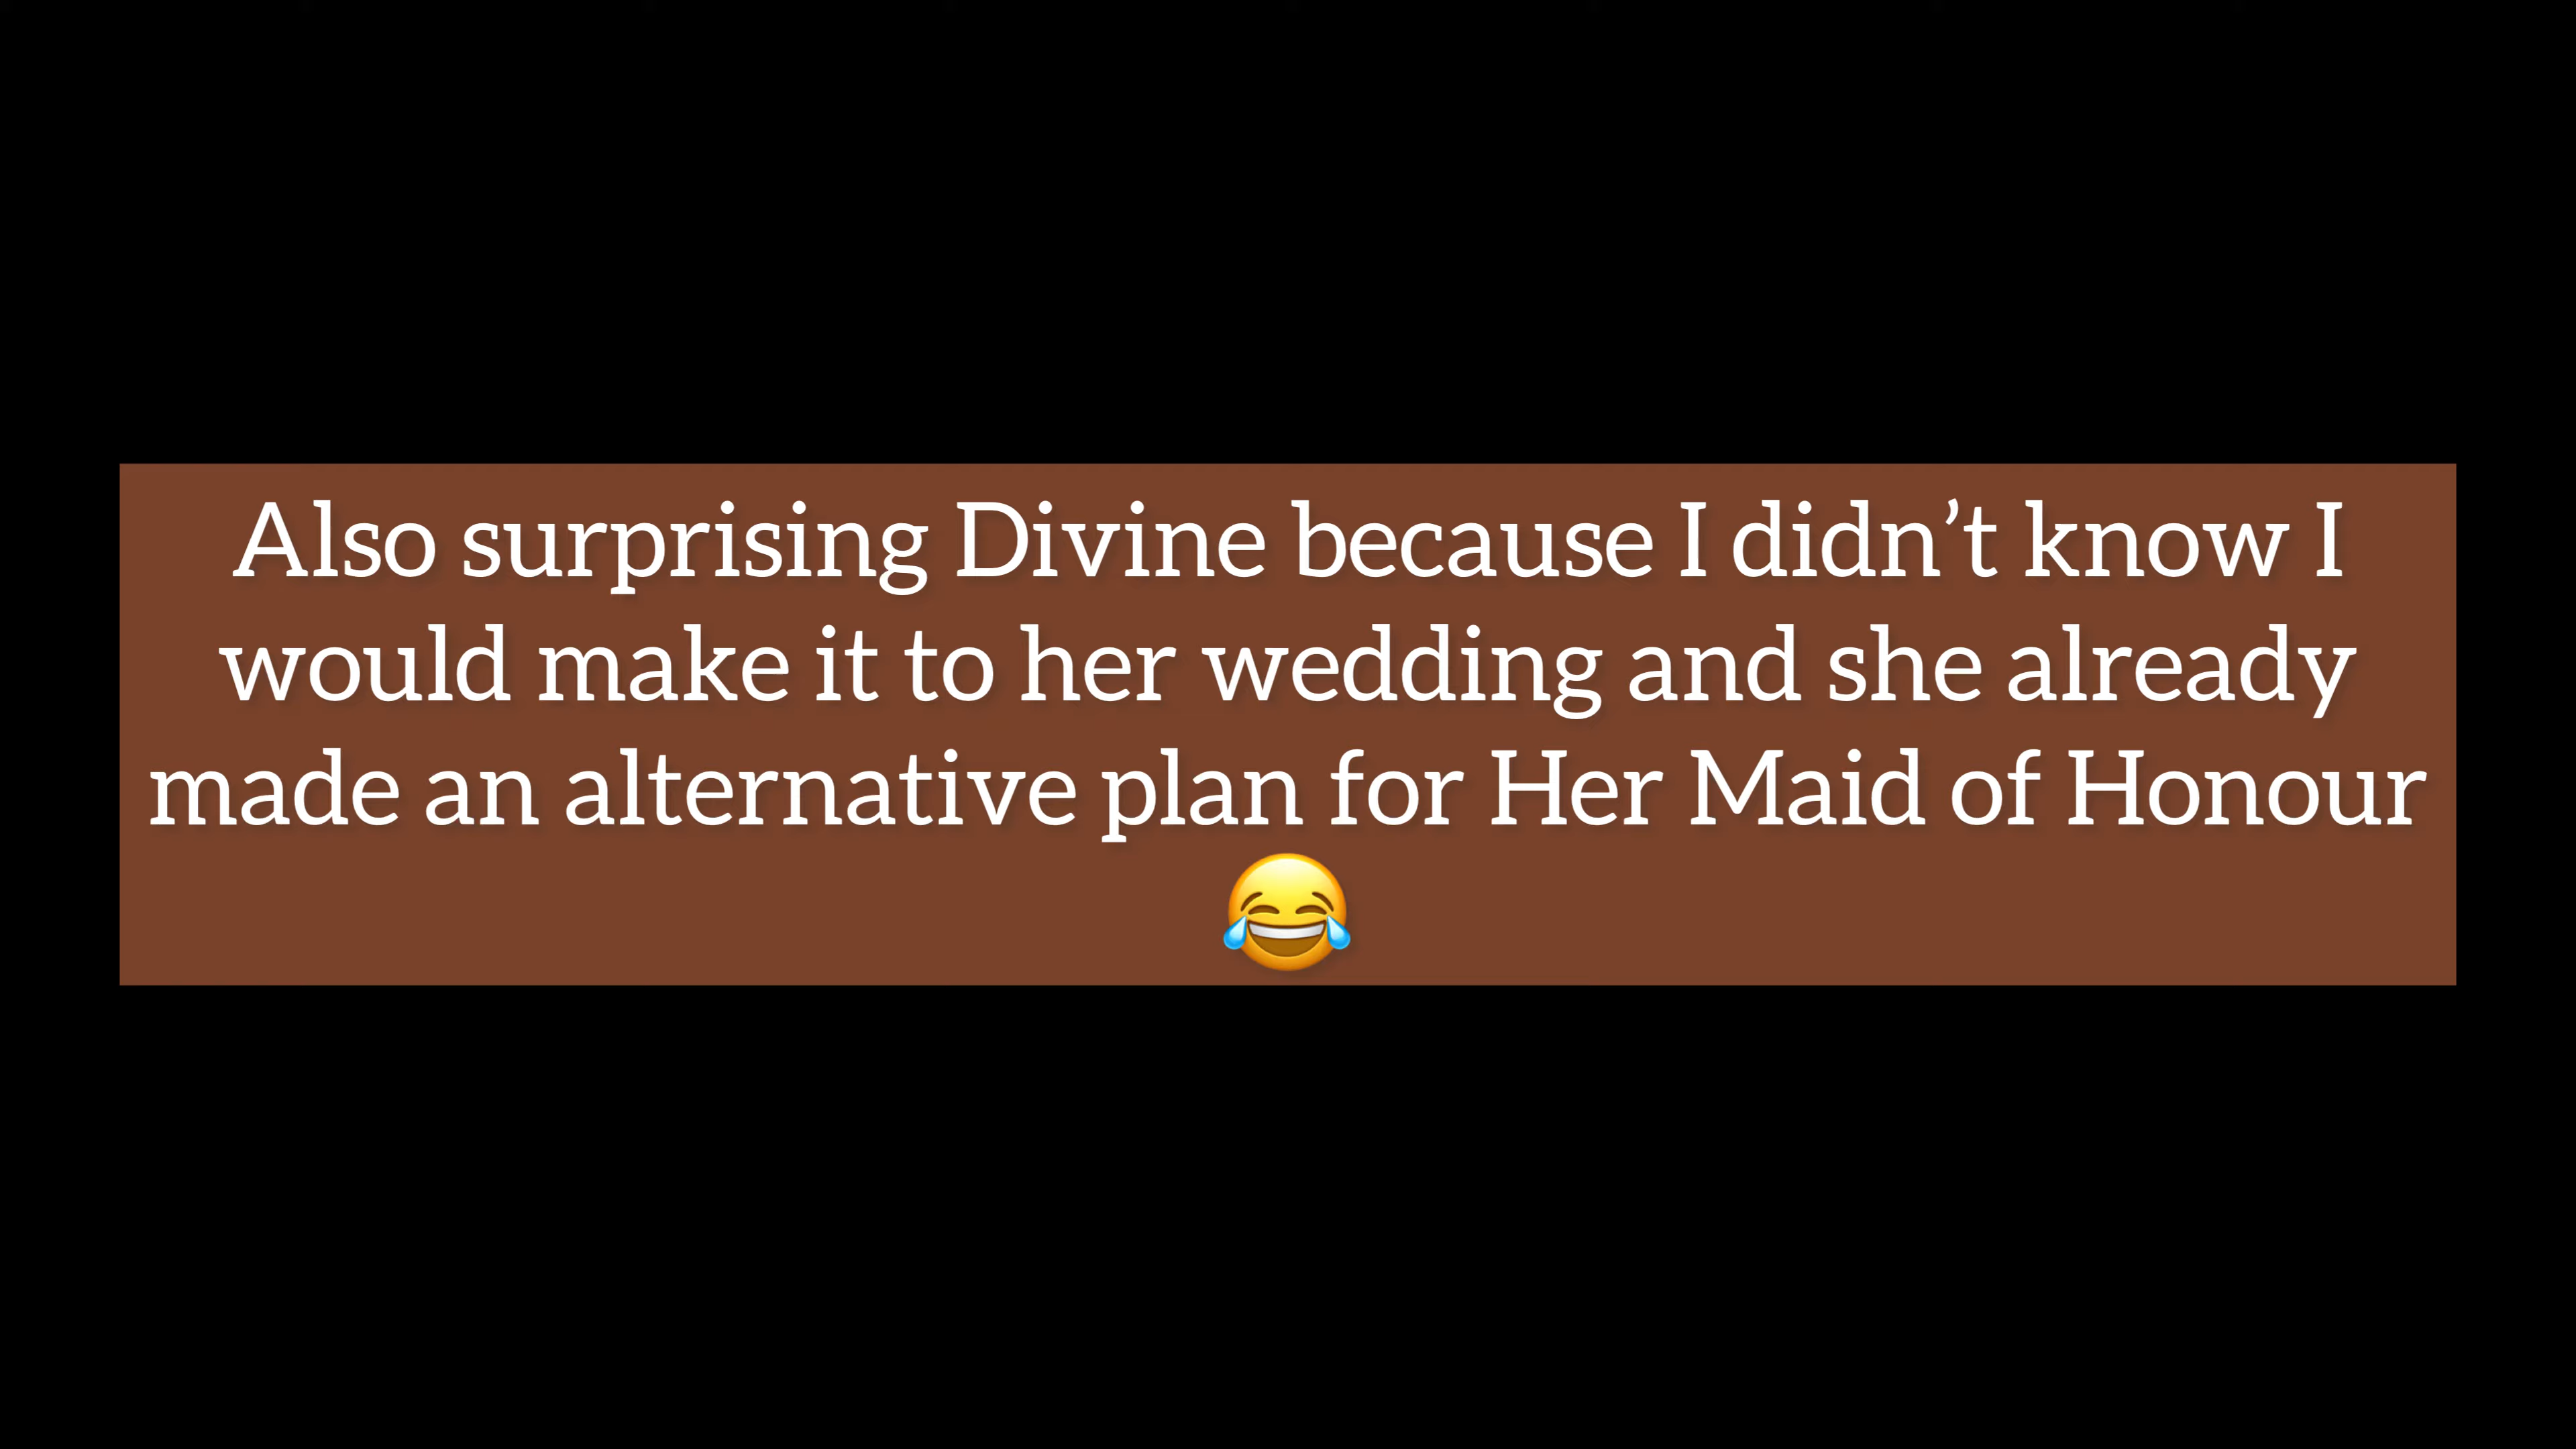 Also surprising Divine because I didn’t know I
would make it to her wedding and she already
made an alternative plan for Her Maid of Honour
😂